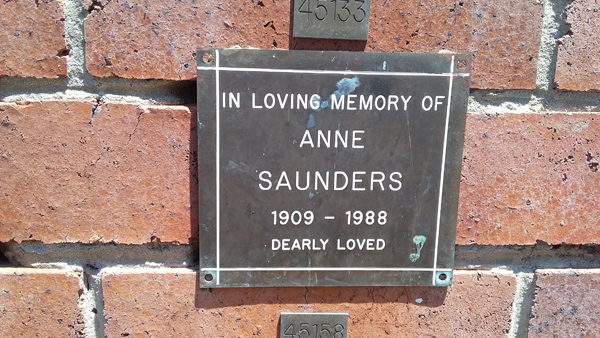 45133
IN LOVING MEMORY OF
ANNE
SAUNDERS
1909 - 1988
DEARLY LOVED
45158